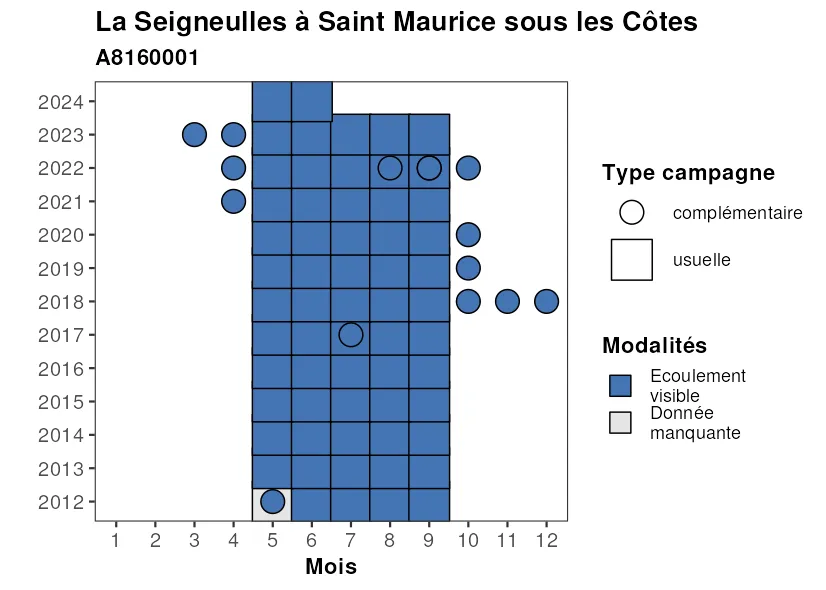 La Seigneulles à Saint Maurice sous les Côtes
A8160001
2024
2023
2022
2021
2020
2019
2018
2017
2016
2015
2014
2013
2012
1 2 3 4 5 6 7 8 9 10 11 12
Mois
Type campagne
complémentaire
usuelle
Modalités
Ecoulement
visible
Donnée
manquante